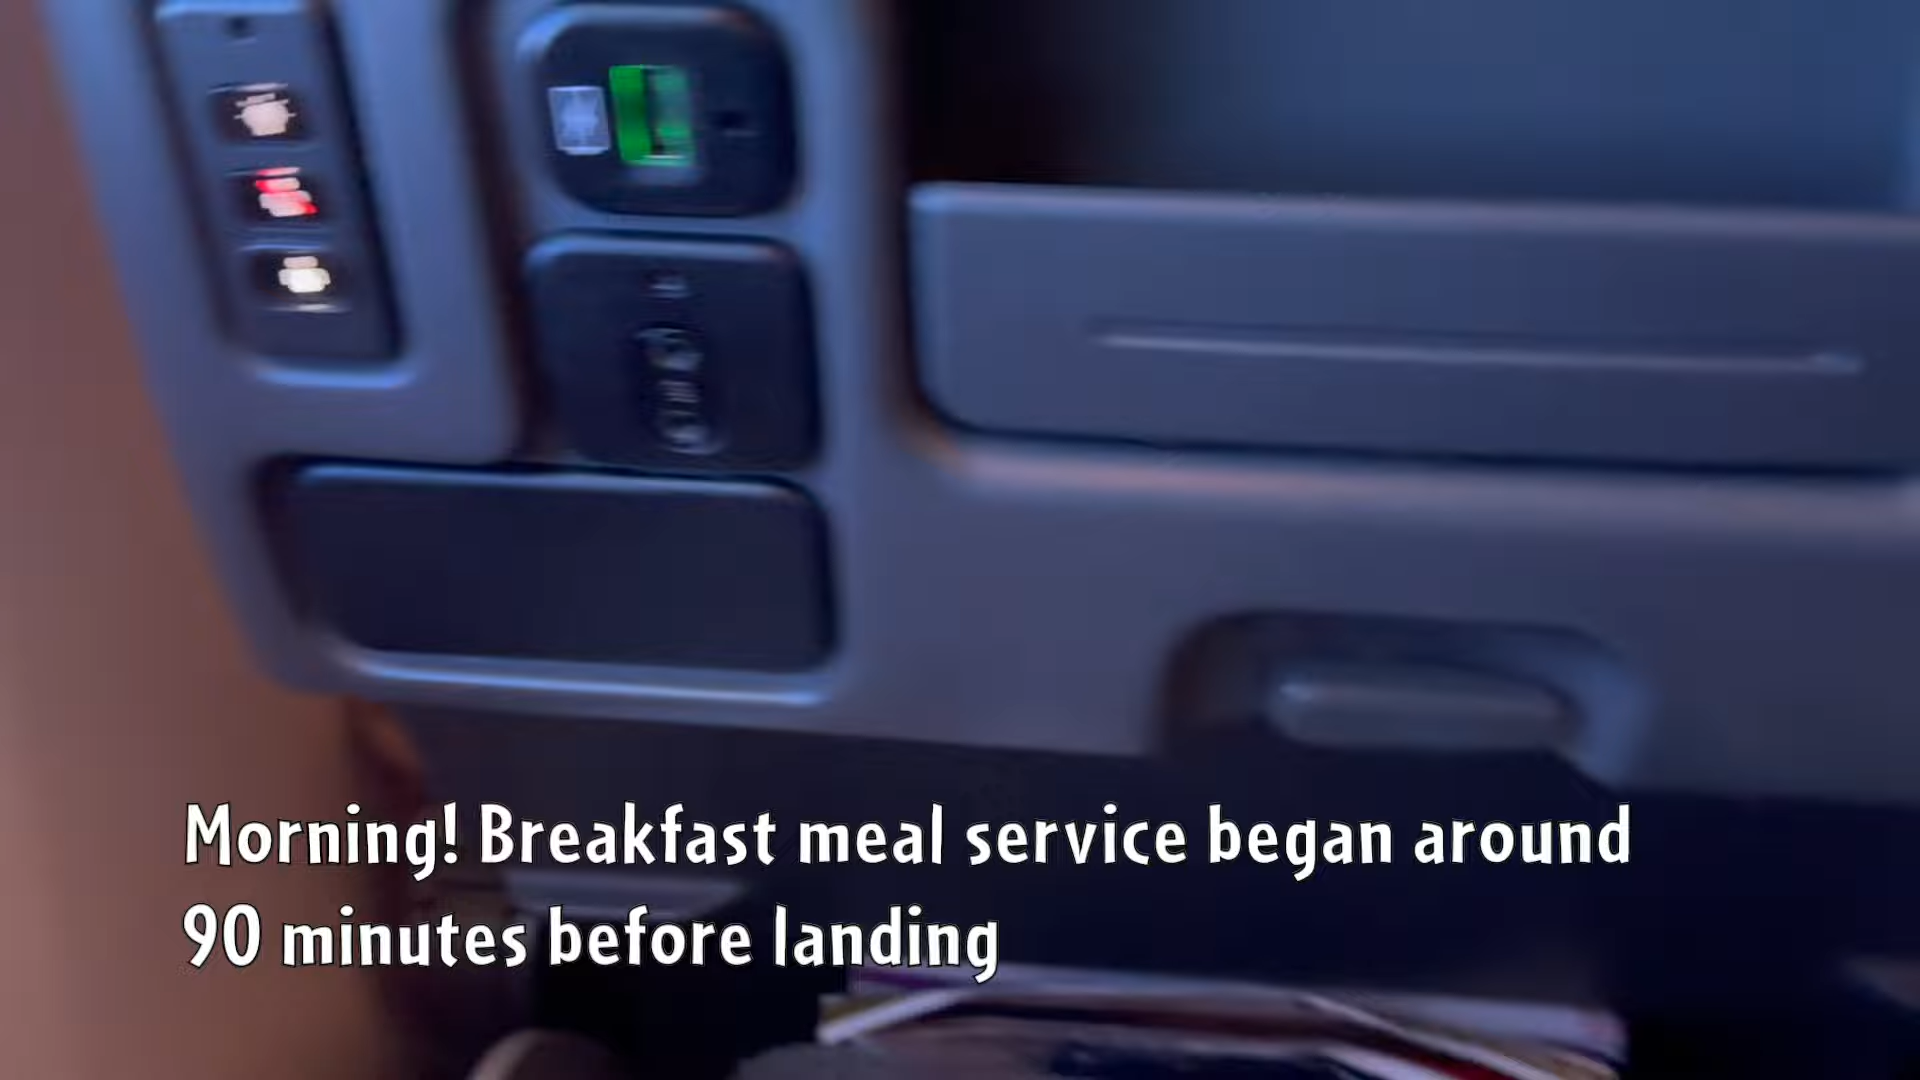 Morning! Breakfast meal service began around
90 minutes before landing